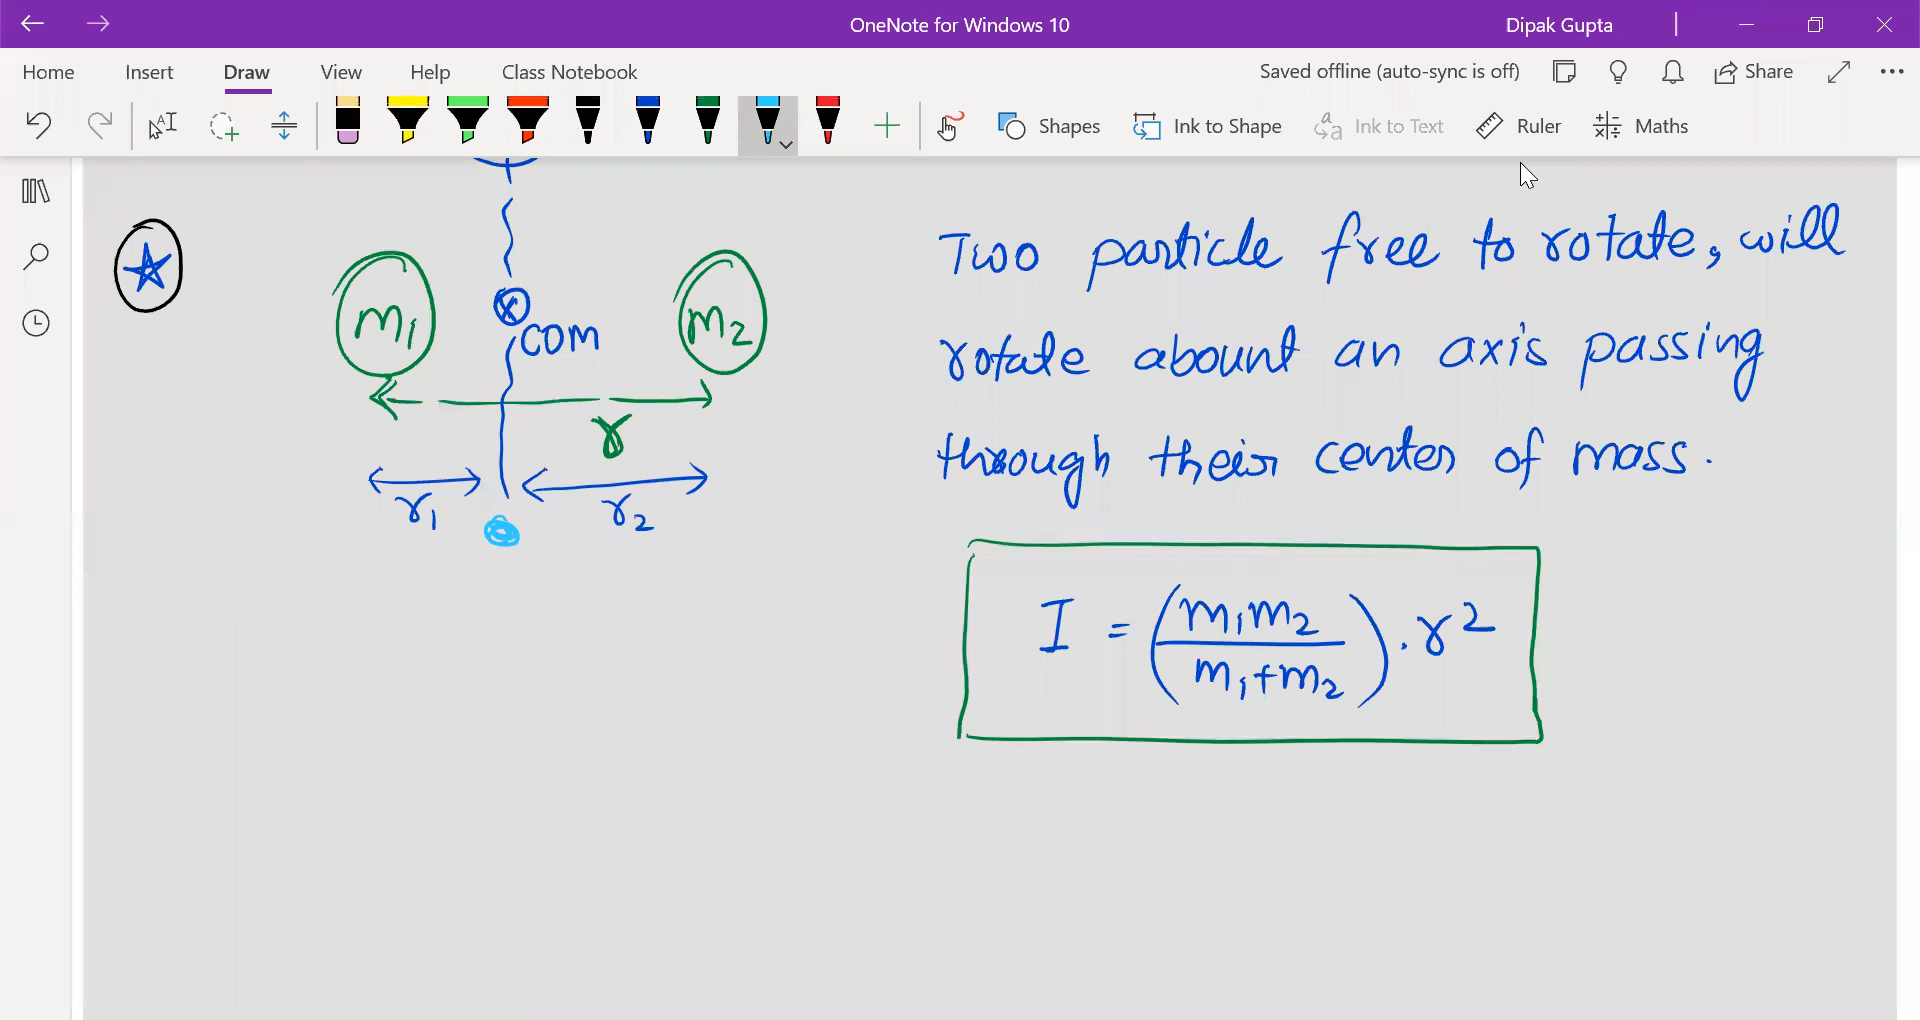 OneNote for Windows 10
Dipak Gupta
Home Insert Draw View Help Class Notebook
Saved offline (auto-sync is off) Share
Shapes Ink to Shape Ink to Text Ruler Maths
Two particle free to rotate, will
rotate abount an axis passing
through their center of mass.
m1 COM m2
r
r1 r2
I = (m1m2 / m1+m2) . r2